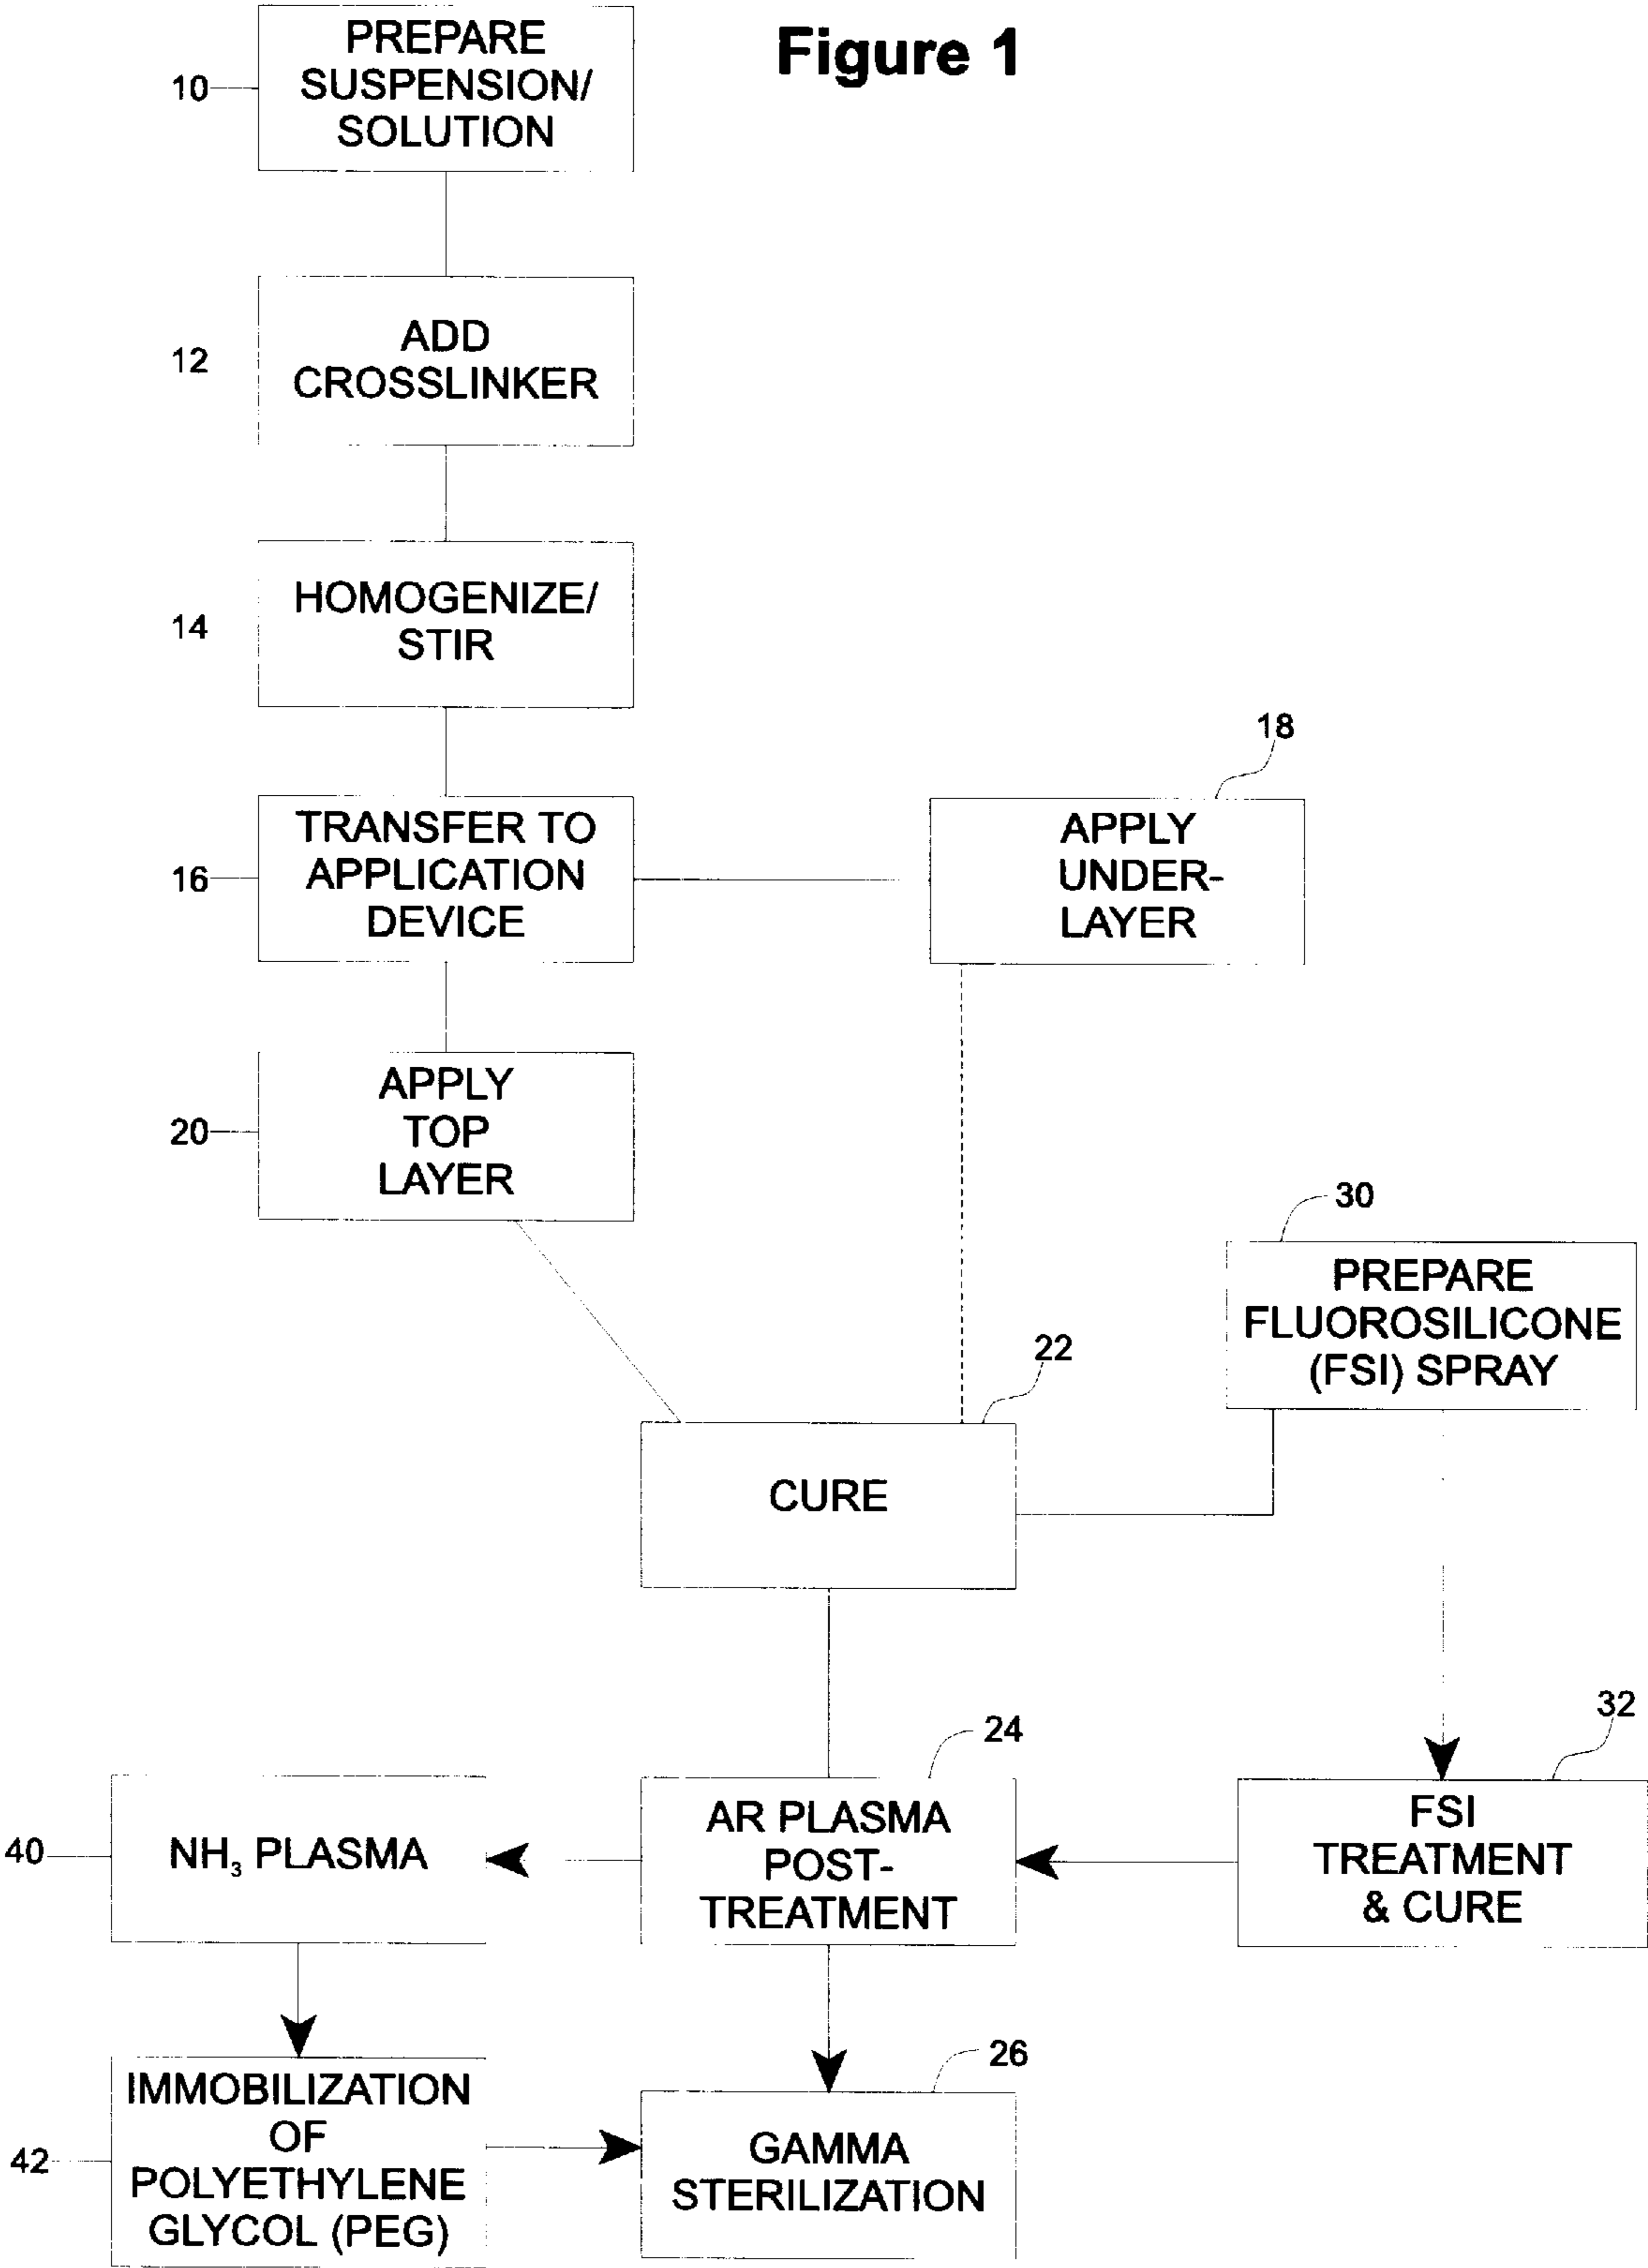 Figure 1
10
PREPARE
SUSPENSION/
SOLUTION
12
ADD
CROSSLINKER
14
HOMOGENIZE/
STIR
16
TRANSFER TO
APPLICATION
DEVICE
18
APPLY
UNDER-
LAYER
20
APPLY
TOP
LAYER
30
PREPARE
FLUOROSILICONE
(FSI) SPRAY
22
CURE
24
AR PLASMA
POST-
TREATMENT
32
FSI
TREATMENT
& CURE
40
NH₃ PLASMA
42
IMMOBILIZATION
OF
POLYETHYLENE
GLYCOL (PEG)
26
GAMMA
STERILIZATION